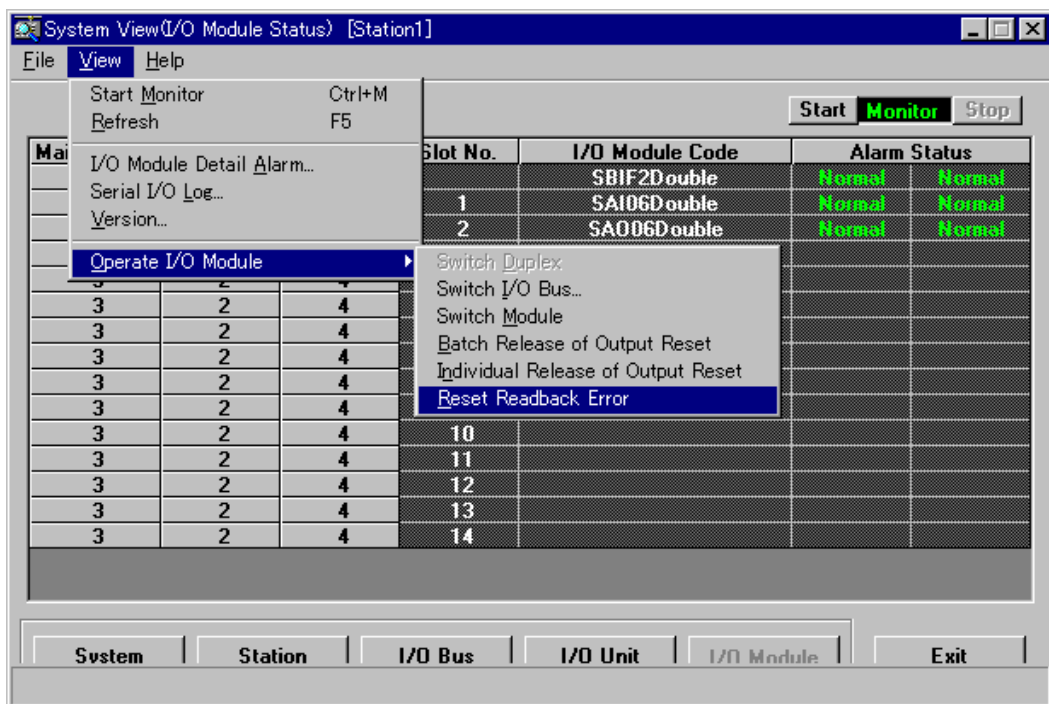 System View(I/O Module Status) [Station1]
File View Help
Start Monitor Ctrl+M
Refresh F5
I/O Module Detail Alarm...
Serial I/O Log...
Version...
Operate I/O Module
Start Monitor Stop
Mai Slot No. I/O Module Code Alarm Status
SBIF2Double Normal Normal
1 SAI06Double Normal Normal
2 SAO06Double Normal Normal
Switch Duplex
Switch I/O Bus...
Switch Module
Batch Release of Output Reset
Individual Release of Output Reset
Reset Readback Error
3 2 4
3 2 4
3 2 4
3 2 4
3 2 4
3 2 4
3 2 4 10
3 2 4 11
3 2 4 12
3 2 4 13
3 2 4 14
System Station I/O Bus I/O Unit I/O Module Exit